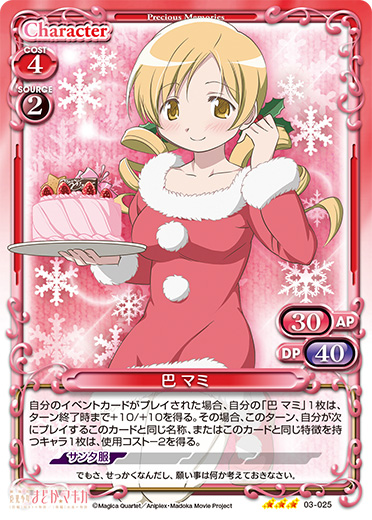 Precious Memories
Character
COST
4
SOURCE
2
30 AP
DP 40
巴 マミ
自分のイベントカードがプレイされた場合、自分の「巴 マミ」1枚は、
ターン終了時まで+10/+10を得る。その場合、このターン、自分が次
にプレイするこのカードと同じ名称、またはこのカードと同じ特徴を持
つキャラ1枚は、使用コスト-2を得る。
サンタ服
でもさ、せっかくなんだし、願い事は何か考えておきなさい。
©Magica Quartet／Aniplex・Madoka Movie Project
03-025